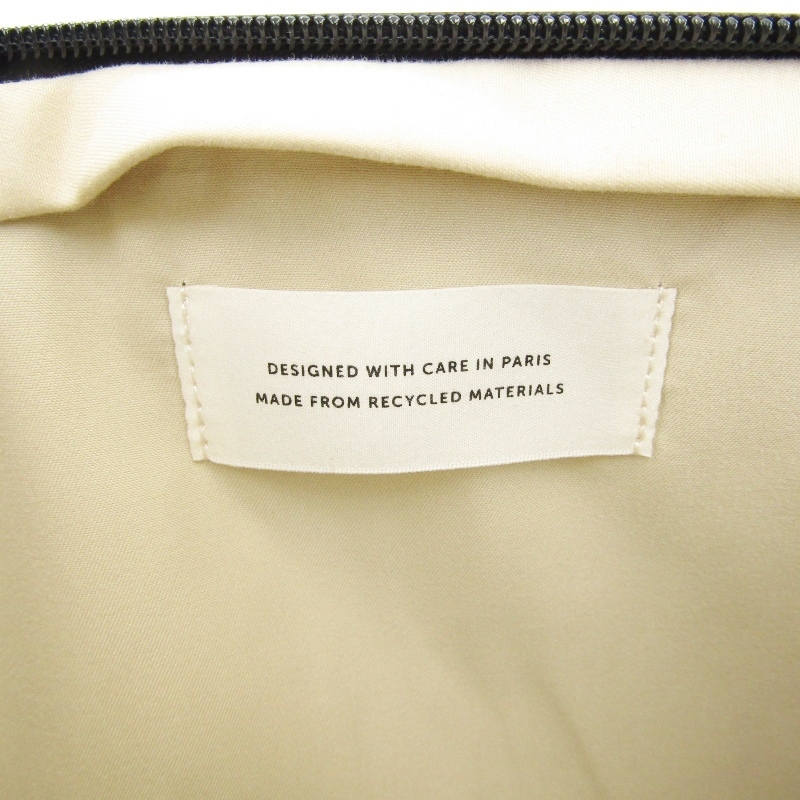 DESIGNED WITH CARE IN PARIS
MADE FROM RECYCLED MATERIALS